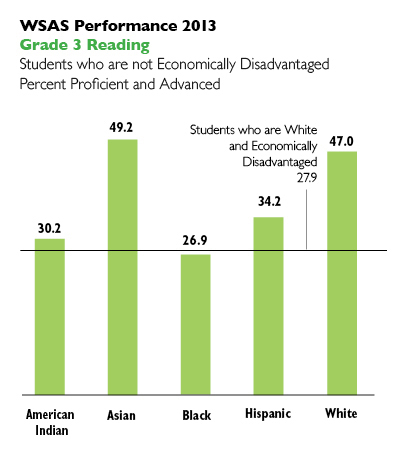 WSAS Performance 2013
Grade 3 Reading
Students who are not Economically Disadvantaged
Percent Proficient and Advanced
49.2
Students who are White
and Economically
Disadvantaged
27.9
47.0
30.2
26.9
34.2
American
Indian
Asian
Black
Hispanic
White